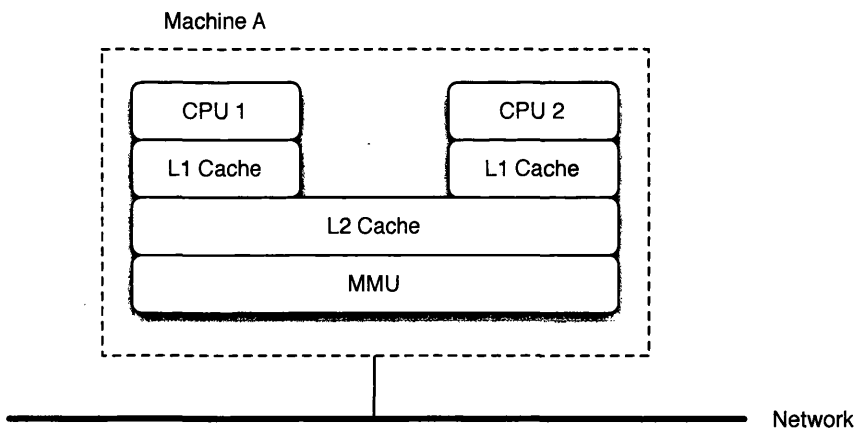 Machine A
CPU 1
CPU 2
L1 Cache
L1 Cache
L2 Cache
MMU
Network